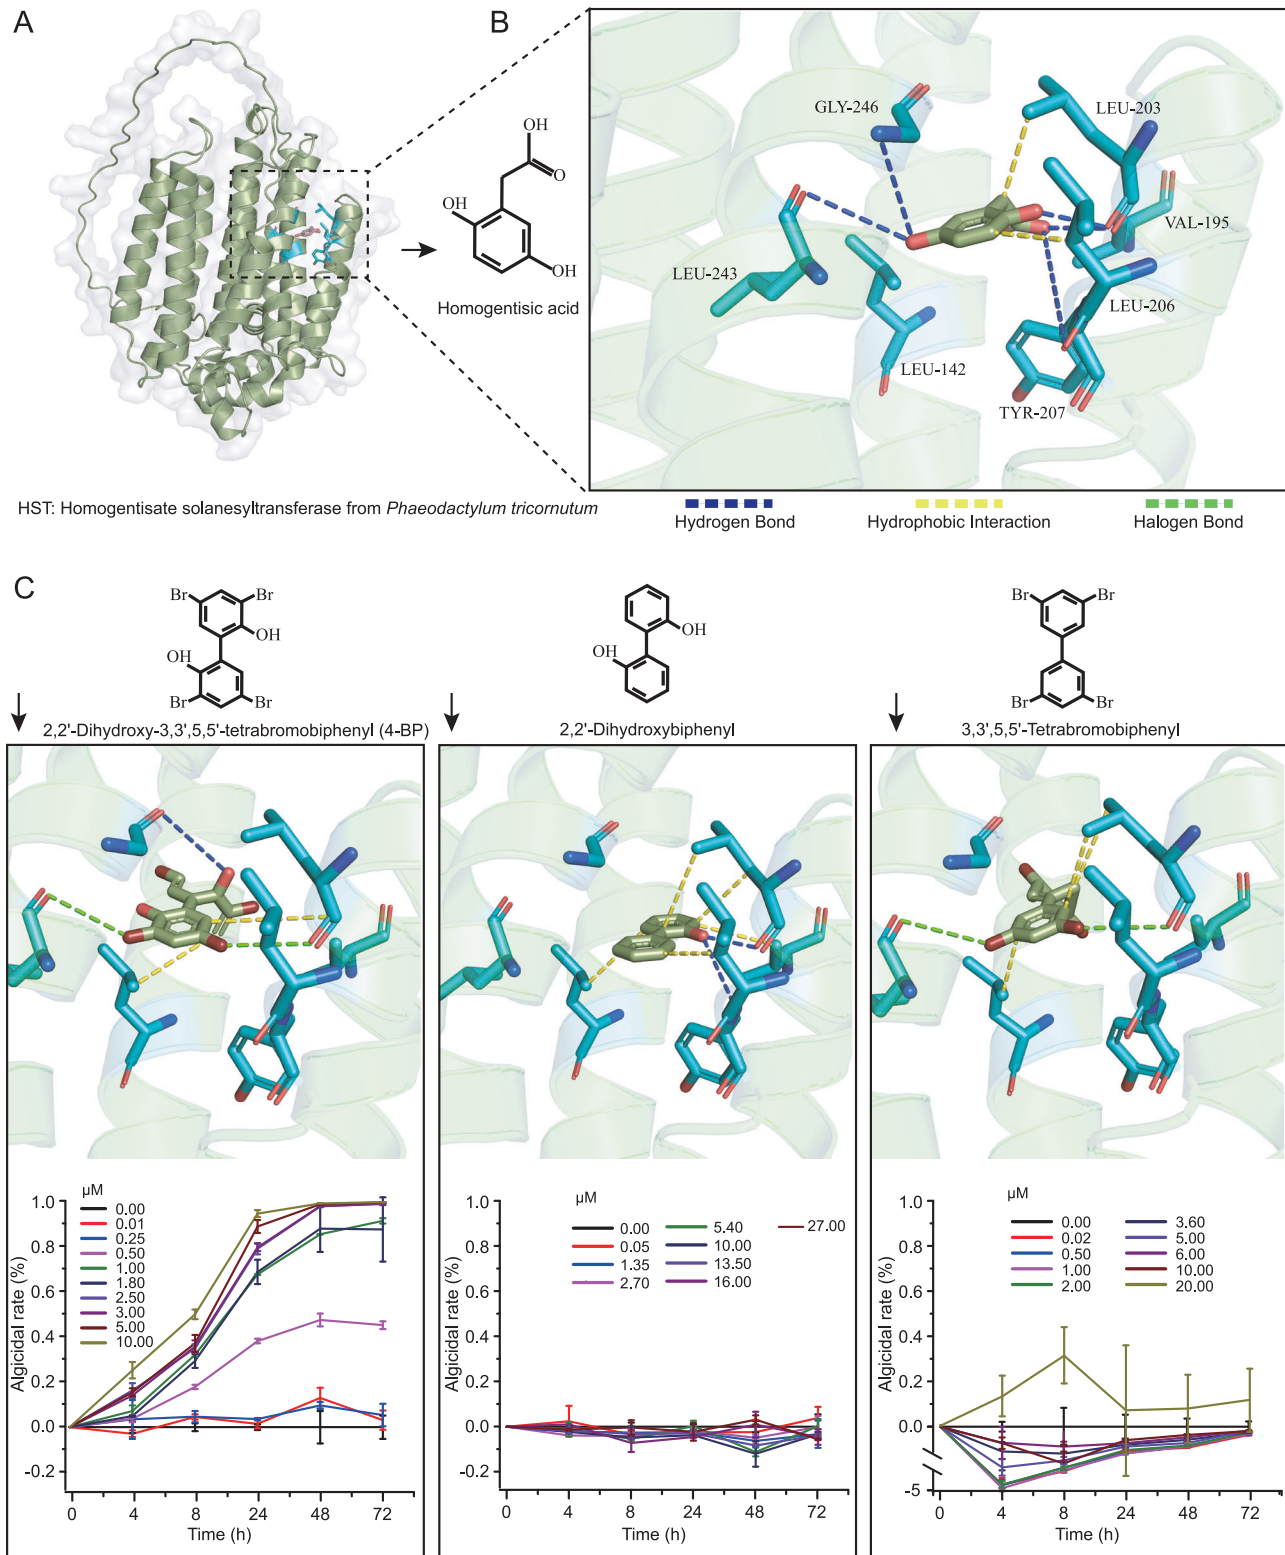 A
B
OH
O
OH
OH
Homogentisic acid
GLY-246
LEU-203
VAL-195
LEU-243
LEU-206
LEU-142
TYR-207
HST: Homogentisate solanesyltransferase from Phaeodactylum tricornutum
Hydrogen Bond
Hydrophobic Interaction
Halogen Bond
C
Br
Br
OH
OH
Br
Br
2,2'-Dihydroxy-3,3',5,5'-tetrabromobiphenyl (4-BP)
OH
HO
2,2'-Dihydroxybiphenyl
Br
Br
Br
Br
3,3',5,5'-Tetrabromobiphenyl
µM
0.00
0.01
0.25
0.50
1.00
1.80
2.50
3.00
5.00
10.00
Algicidal rate (%)
1.0
0.8
0.6
0.4
0.2
0.0
-0.2
0 4 8 24 48 72
Time (h)
µM
0.00
0.05
1.35
2.70
5.40
10.00
13.50
16.00
27.00
Algicidal rate (%)
1.0
0.8
0.6
0.4
0.2
0.0
-0.2
0 4 8 24 48 72
Time (h)
µM
0.00
0.02
0.50
1.00
2.00
3.60
5.00
6.00
10.00
20.00
Algicidal rate (%)
1.0
0.8
0.6
0.4
0.2
0.0
-5
0 4 8 24 48 72
Time (h)